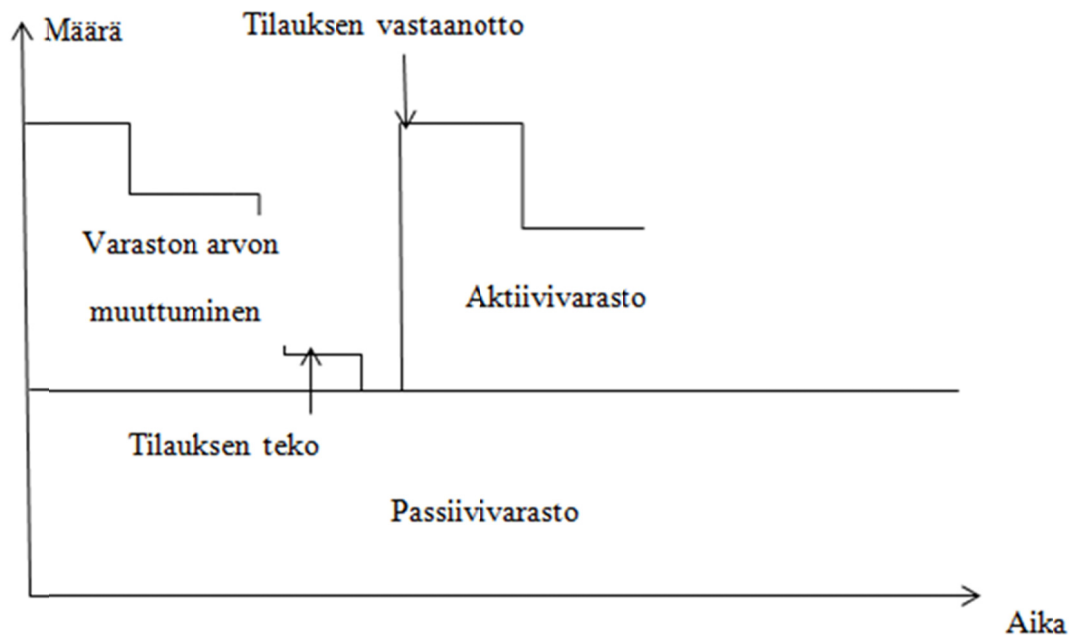 Määrä
Tilauksen vastaanotto
Varaston arvon
muuttuminen
Aktiivivarasto
Tilauksen teko
Passiivivarasto
Aika